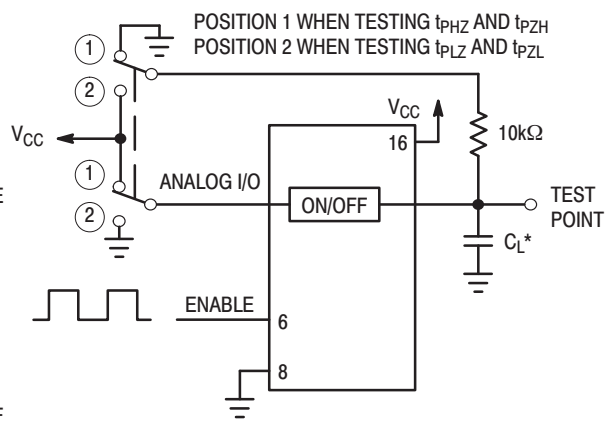 POSITION 1 WHEN TESTING tPHZ AND tPZH
POSITION 2 WHEN TESTING tPLZ AND tPZL
1
2
VCC
VCC
16
10kΩ
1
ANALOG I/O
ON/OFF
TEST
POINT
E
2
CL*
ENABLE
6
8
F